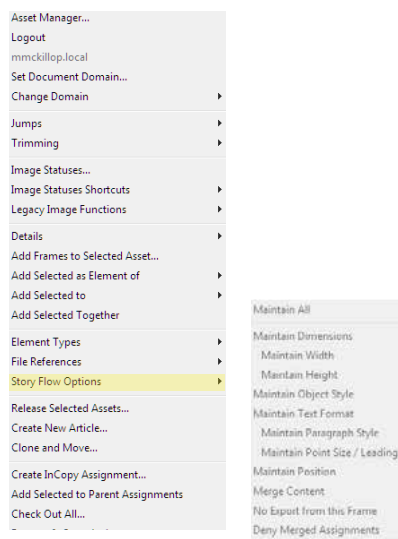 Asset Manager...
Logout
mmckillop.local
Set Document Domain...
Change Domain
Jumps
Trimming
Image Statuses...
Image Statuses Shortcuts
Legacy Image Functions
Details
Add Frames to Selected Asset...
Add Selected as Element of
Add Selected to
Add Selected Together
Element Types
File References
Story Flow Options
Release Selected Assets...
Create New Article...
Clone and Move...
Create InCopy Assignment...
Add Selected to Parent Assignments
Check Out All...
Maintain All
Maintain Dimensions
Maintain Width
Maintain Height
Maintain Object Style
Maintain Text Format
Maintain Paragraph Style
Maintain Point Size / Leading
Maintain Position
Merge Content
No Export from this Frame
Deny Merged Assignments